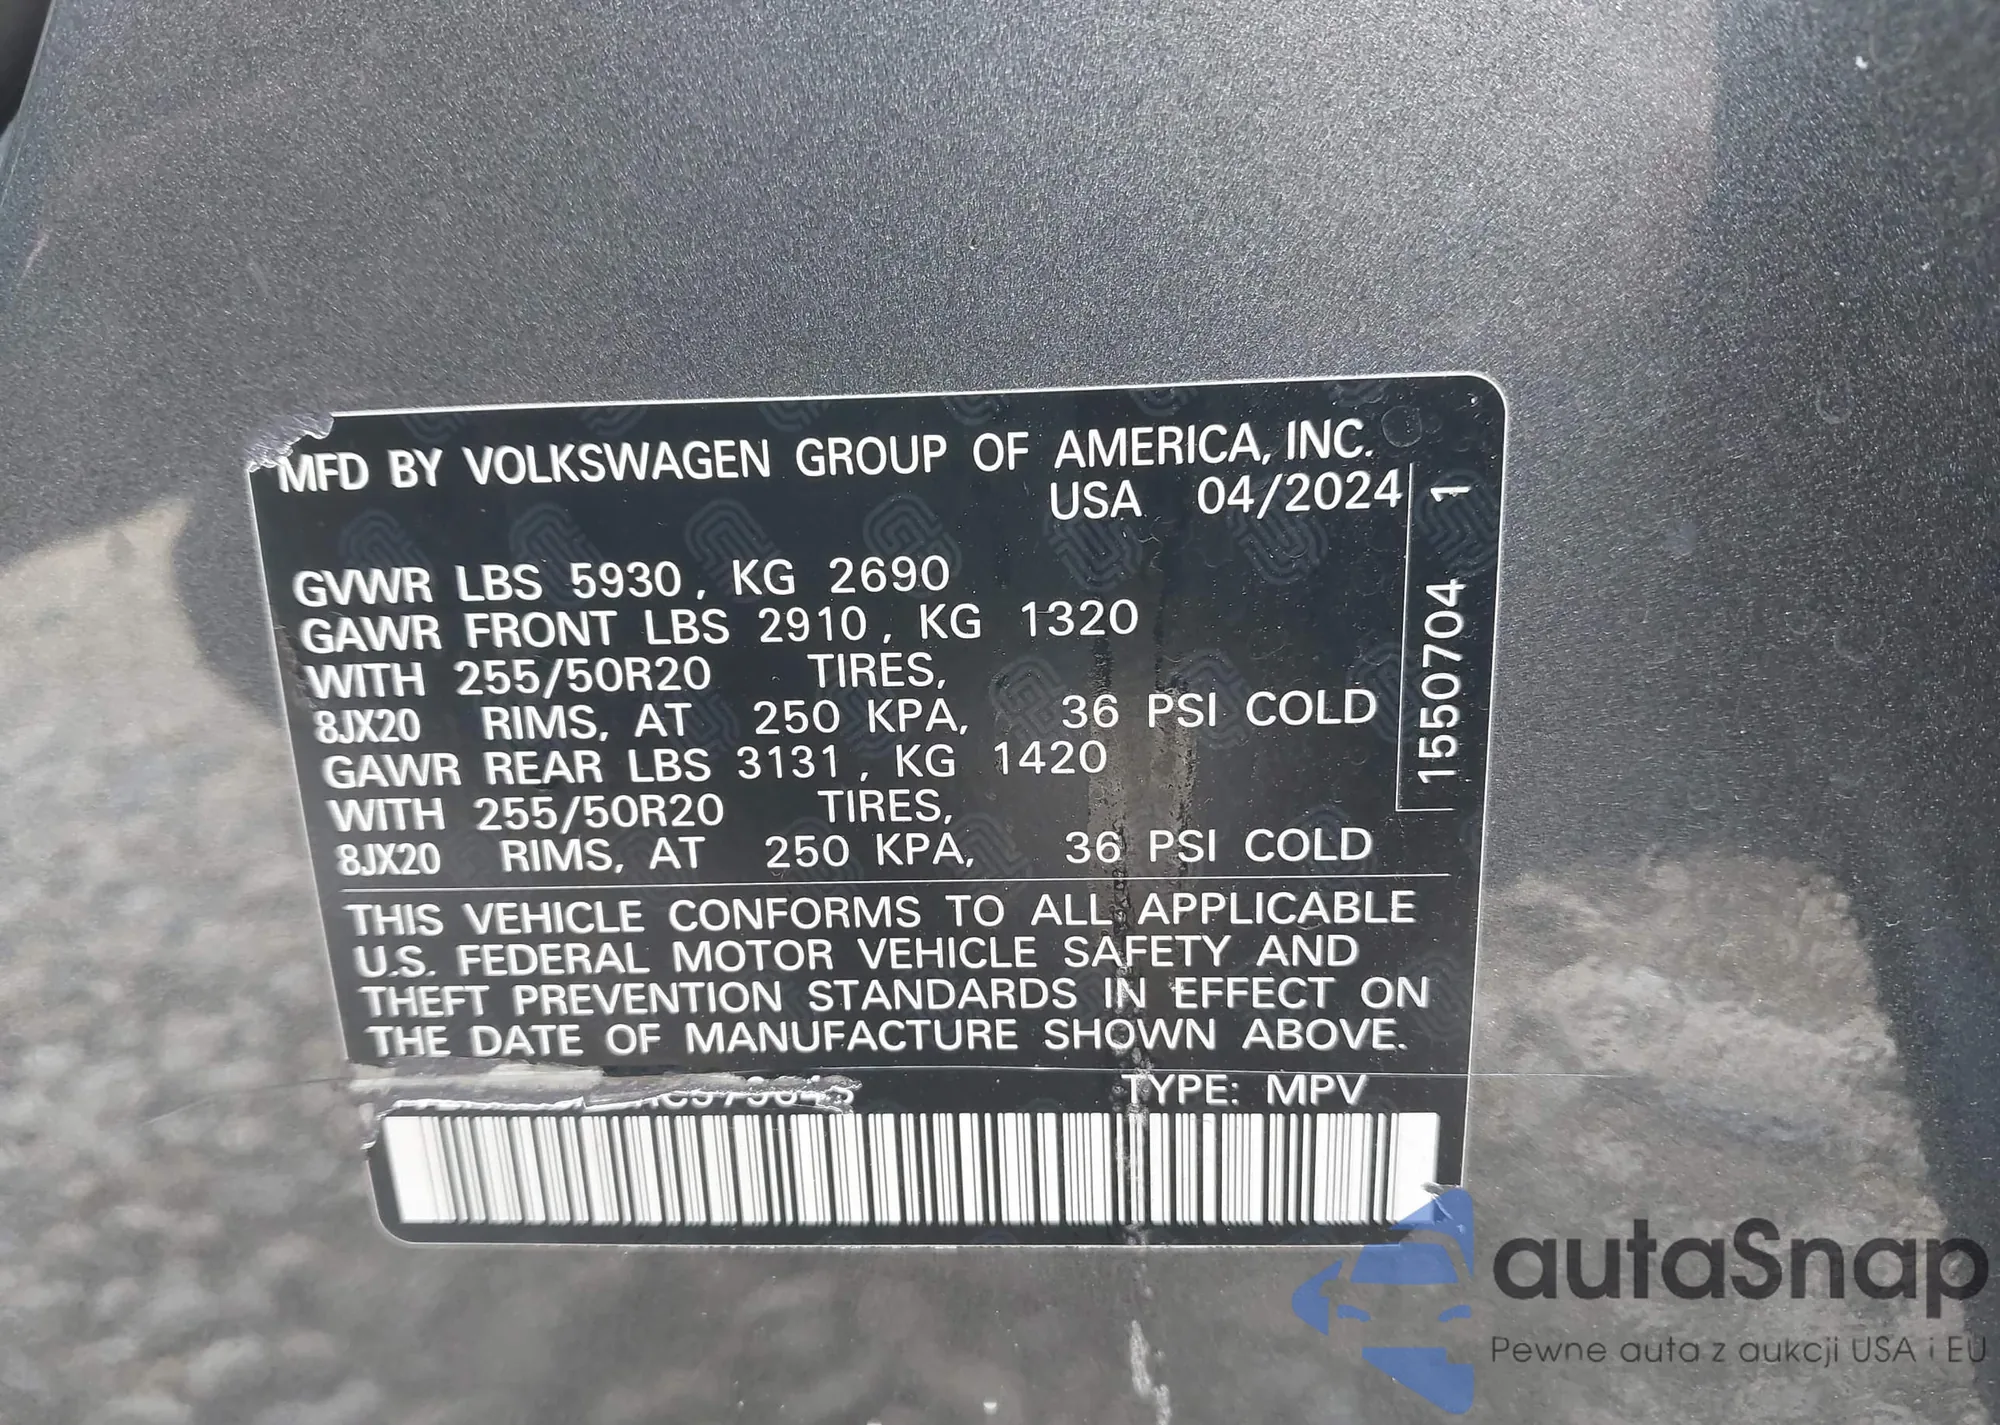 MFD BY VOLKSWAGEN GROUP OF AMERICA, INC.
USA 04/2024
GVWR LBS 5930, KG 2690
GAWR FRONT LBS 2910, KG 1320
WITH 255/50R20 TIRES,
8JX20 RIMS, AT 250 KPA, 36 PSI COLD
GAWR REAR LBS 3131, KG 1420
WITH 255/50R20 TIRES,
8JX20 RIMS, AT 250 KPA, 36 PSI COLD
THIS VEHICLE CONFORMS TO ALL APPLICABLE
U.S. FEDERAL MOTOR VEHICLE SAFETY AND
THEFT PREVENTION STANDARDS IN EFFECT ON
THE DATE OF MANUFACTURE SHOWN ABOVE.
TYPE: MPV
1550704 1
autaSnap
Pewne auta z aukcji USA i EU